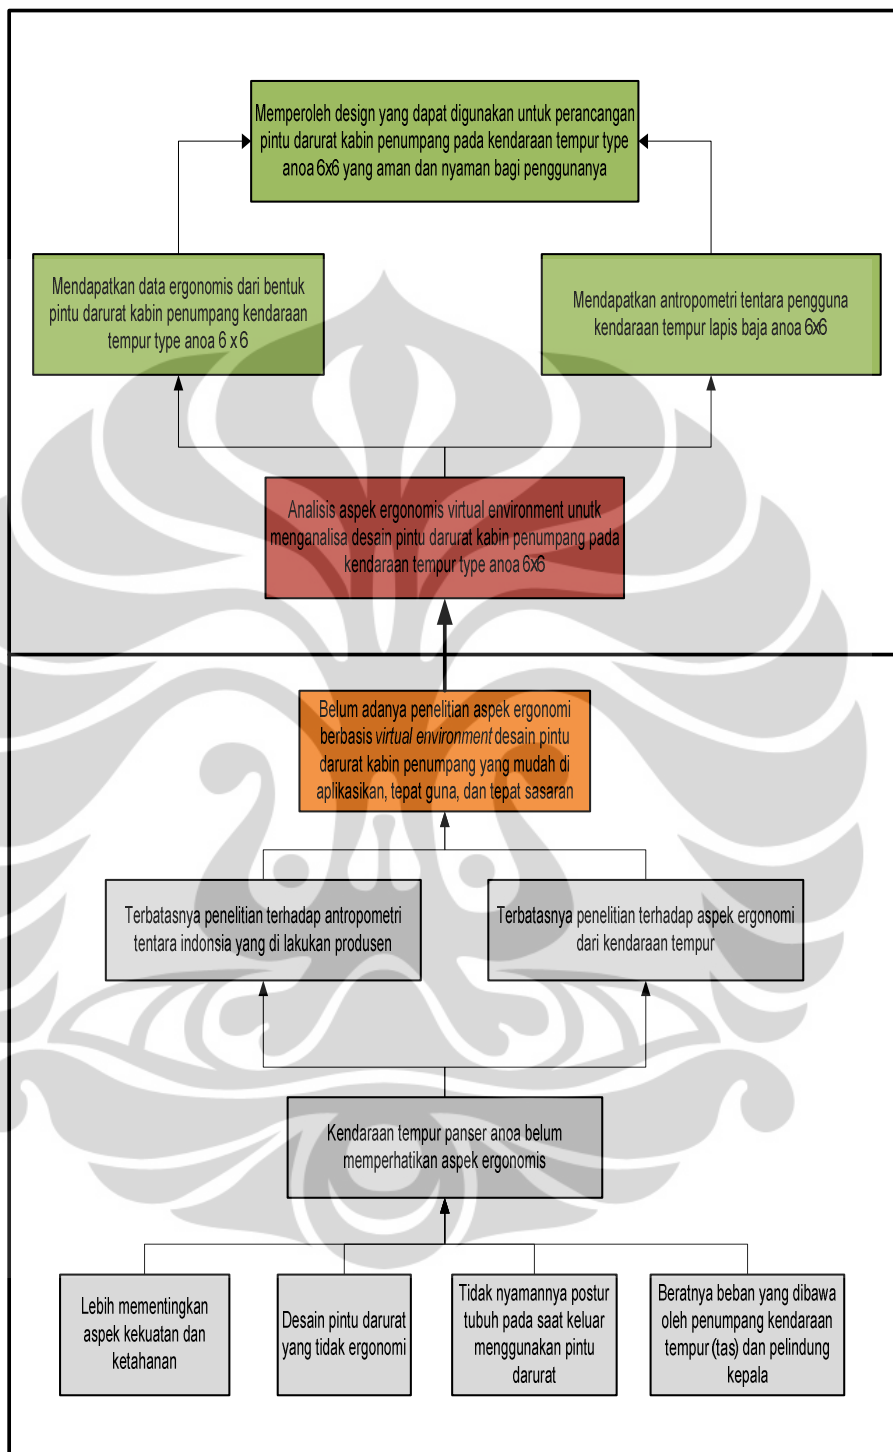 Memperoleh design yang dapat digunakan untuk perancangan
pintu darurat kabin penumpang pada kendaraan tempur type
anoa 6x6 yang aman dan nyaman bagi penggunanya
Mendapatkan data ergonomis dari bentuk
pintu darurat kabin penumpang kendaraan
tempur type anoa 6 x 6
Mendapatkan antropometri tentara pengguna
kendaraan tempur lapis baja anoa 6x6
Analisis aspek ergonomis virtual environment unutk
menganalisa desain pintu darurat kabin penumpang pada
kendaraan tempur type anoa 6x6
Belum adanya penelitian aspek ergonomi
berbasis virtual environment desain pintu
darurat kabin penumpang yang mudah di
aplikasikan, tepat guna, dan tepat sasaran
Terbatasnya penelitian terhadap antropometri
tentara indonsia yang di lakukan produsen
Terbatasnya penelitian terhadap aspek ergonomi
dari kendaraan tempur
Kendaraan tempur panser anoa belum
memperhatikan aspek ergonomis
Lebih mementingkan
aspek kekuatan dan
ketahanan
Desain pintu darurat
yang tidak ergonomi
Tidak nyamannya postur
tubuh pada saat keluar
menggunakan pintu
darurat
Beratnya beban yang dibawa
oleh penumpang kendaraan
tempur (tas) dan pelindung
kepala